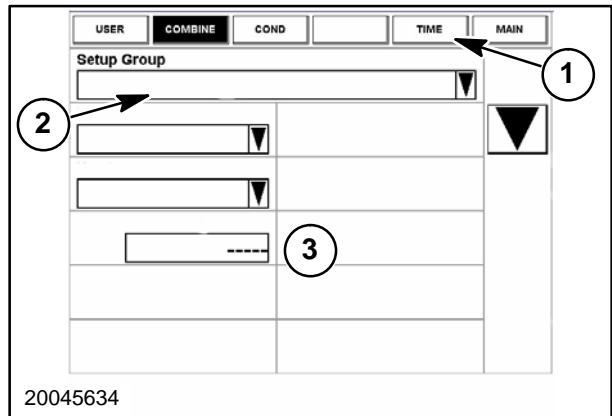 USER COMBINE COND TIME MAIN
Setup Group
1
2
-----
3
20045634